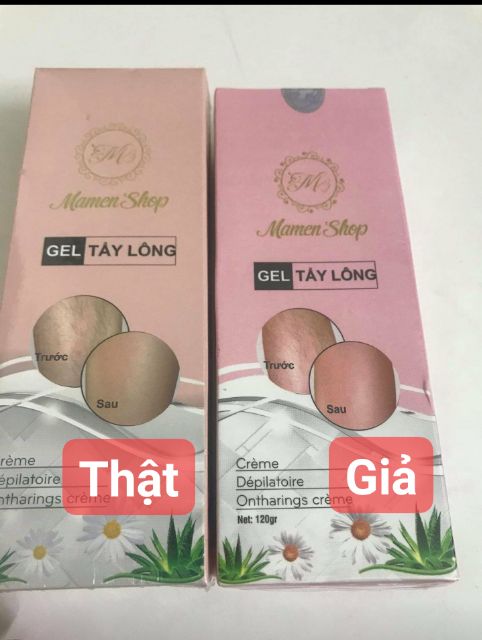 M
Mamen'Shop
GEL TẨY LÔNG
Trước
Sau
Crème
Dépilatoire
Ontharings crème
Thật
M
Mamen'Shop
GEL TẨY LÔNG
Trước
Sau
Crème
Dépilatoire
Ontharings crème
Net: 120gr
Giả